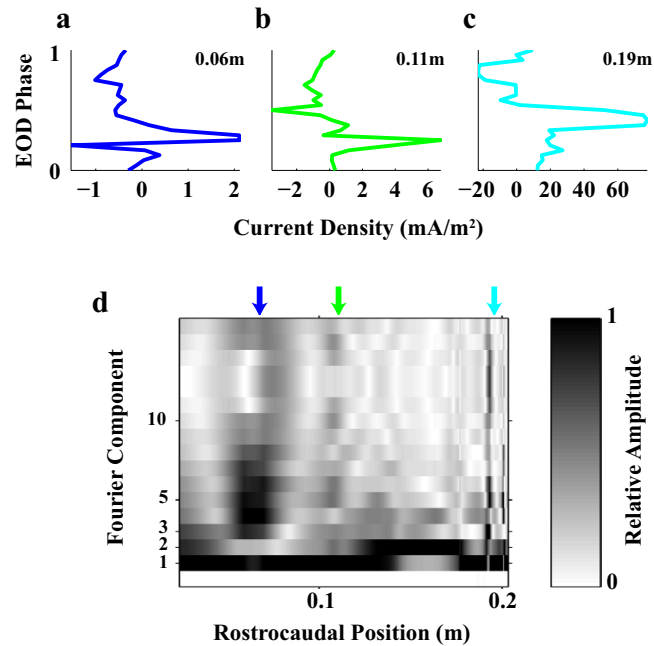 a
b
c
1
0.06m
0.11m
0.19m
EOD Phase
0
−1 0 1 2
−2 0 2 4 6
−20 0 20 40 60
Current Density (mA/m²)
d
10
5
3
2
1
Fourier Component
0.1
0.2
Rostrocaudal Position (m)
1
0
Relative Amplitude